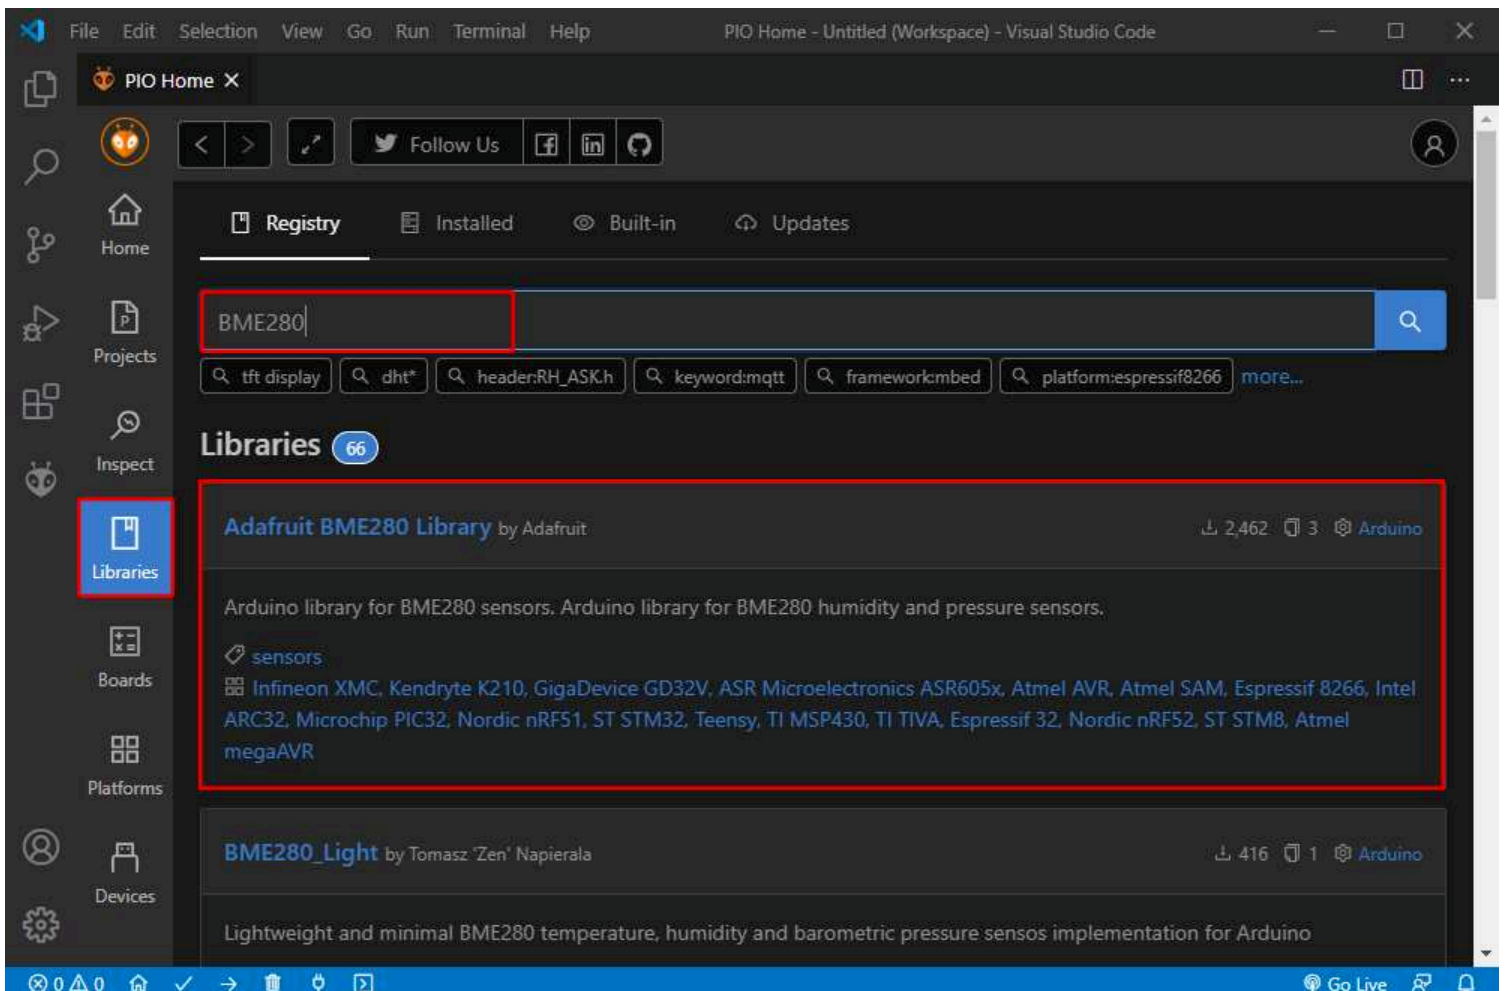 File Edit Selection View Go Run Terminal Help PIO Home - Untitled (Workspace) - Visual Studio Code
PIO Home
Follow Us
Home
Registry Installed Built-in Updates
Projects
BME280
tft display dht* header:RH_ASK.h keyword:mqtt framework:mbed platform:espressif8266 more...
Inspect
Libraries 66
Libraries
Adafruit BME280 Library by Adafruit 2,462 3 Arduino
Arduino library for BME280 sensors. Arduino library for BME280 humidity and pressure sensors.
sensors
Infineon XMC, Kendryte K210, GigaDevice GD32V, ASR Microelectronics ASR605x, Atmel AVR, Atmel SAM, Espressif 8266, Intel
ARC32, Microchip PIC32, Nordic nRF51, ST STM32, Teensy, TI MSP430, TI TIVA, Espressif 32, Nordic nRF52, ST STM8, Atmel
megaAVR
Boards
Platforms
Devices
BME280_Light by Tomasz 'Zen' Napierala 416 1 Arduino
Lightweight and minimal BME280 temperature, humidity and barometric pressure sensos implementation for Arduino
0 0 Go Live